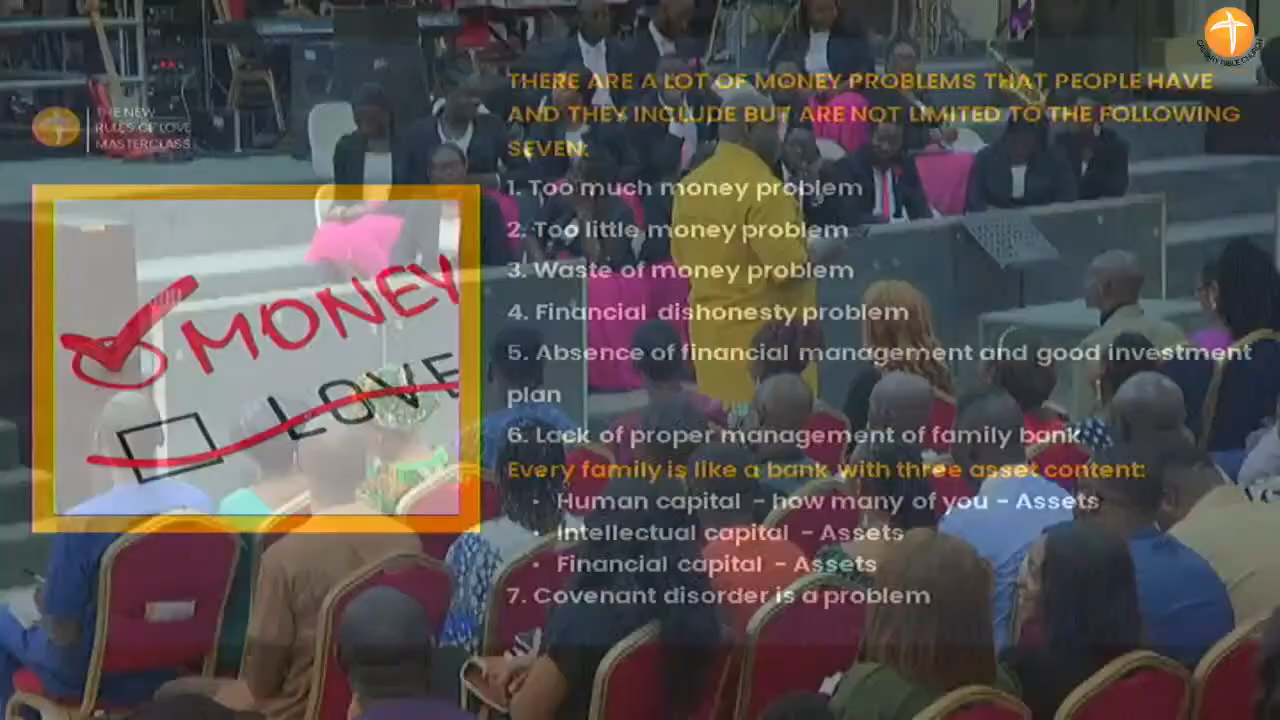 CALVARY BIBLE CHURCH
THE NEW
RULES OF LOVE
MASTERCLASS
THERE ARE A LOT OF MONEY PROBLEMS THAT PEOPLE HAVE
AND THEY INCLUDE BUT ARE NOT LIMITED TO THE FOLLOWING
SEVEN:
1. Too much money problem
2. Too little money problem
3. Waste of money problem
4. Financial dishonesty problem
5. Absence of financial management and good investment
plan
6. Lack of proper management of family bank.
Every family is like a bank with three asset content:
• Human capital - how many of you - Assets
• Intellectual capital - Assets
• Financial capital - Assets
7. Covenant disorder is a problem
MONEY
LOVE